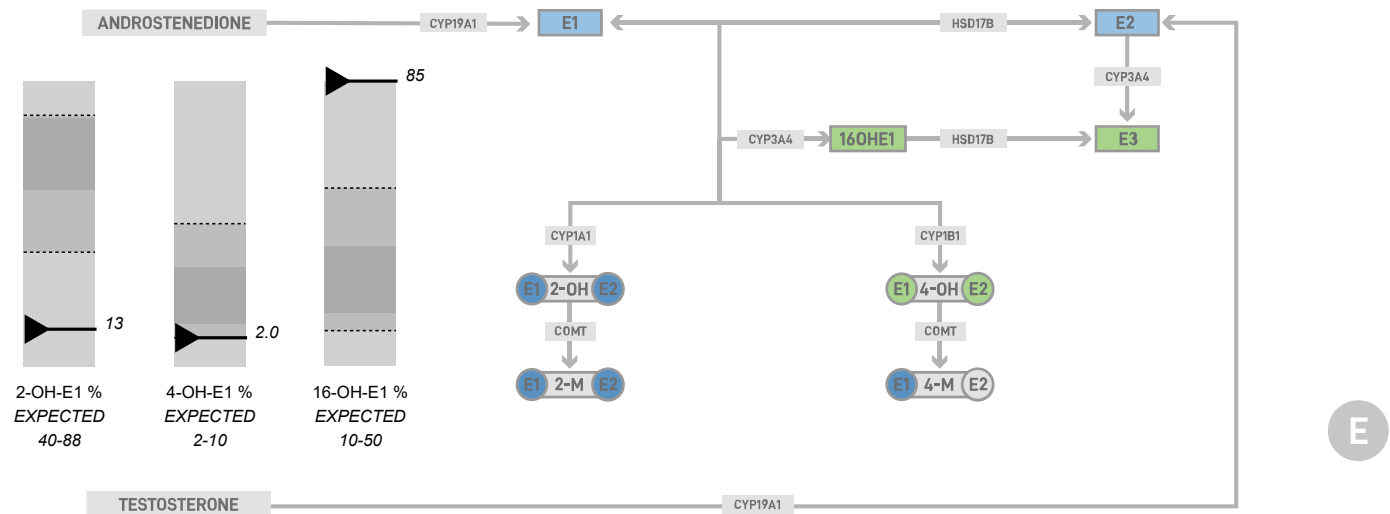 ANDROSTENEDIONE CYP19A1 E1 HSD17B E2
85
CYP3A4
CYP3A4 16OHE1 HSD17B E3
CYP1A1 CYP1B1
E1 2-OH E2 E1 4-OH E2
13 2.0
COMT COMT
E1 2-M E2 E1 4-M E2
2-OH-E1 % 4-OH-E1 % 16-OH-E1 %
EXPECTED EXPECTED EXPECTED
40-88 2-10 10-50
E
TESTOSTERONE CYP19A1